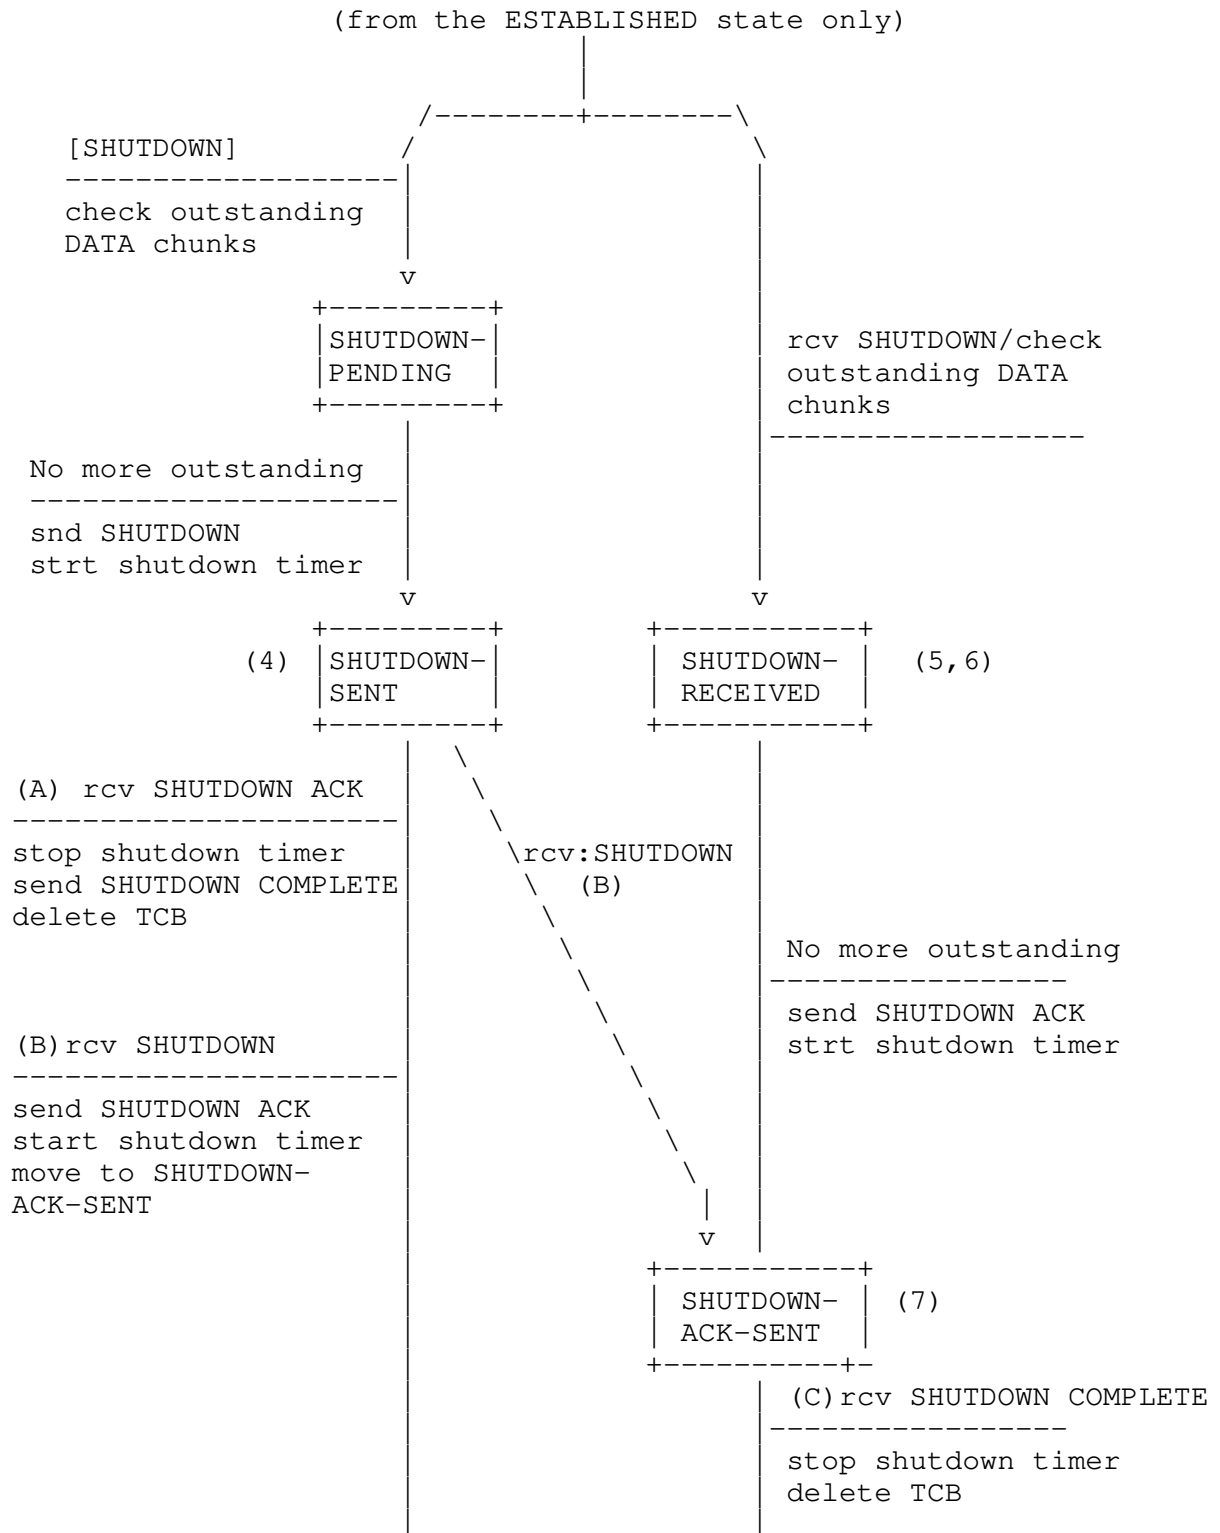 (from the ESTABLISHED state only)
|
|
/--------+--------\
[SHUTDOWN]         /                   \
-------------------|                   |
check outstanding  |                   |
DATA chunks        |                   |
v                   |
+---------+              |
|SHUTDOWN-|              | rcv SHUTDOWN/check
|PENDING  |              | outstanding DATA
+---------+              | chunks
|                   |------------------
No more outstanding  |                   |
---------------------|                   |
snd SHUTDOWN         |                   |
strt shutdown timer  |                   |
v                   v
+---------+        +-----------+
(4) |SHUTDOWN-|        | SHUTDOWN- |  (5,6)
|SENT     |        | RECEIVED  |
+---------+        +-----------+
|  \                |
(A) rcv SHUTDOWN ACK  |   \               |
----------------------|    \              |
stop shutdown timer   |     \rcv:SHUTDOWN |
send SHUTDOWN COMPLETE|      \  (B)       |
delete TCB            |       \           |
|        \          | No more outstanding
|         \         |-----------------
|          \        | send SHUTDOWN ACK
(B)rcv SHUTDOWN       |           \       | strt shutdown timer
----------------------|            \      |
send SHUTDOWN ACK     |             \     |
start shutdown timer  |              \    |
move to SHUTDOWN-     |               \   |
ACK-SENT              |                |  |
|                v  |
|             +-----------+
|             | SHUTDOWN- | (7)
|             | ACK-SENT  |
|             +----------+-
|                   | (C)rcv SHUTDOWN COMPLETE
|                   |-----------------
|                   | stop shutdown timer
|                   | delete TCB
|                   |